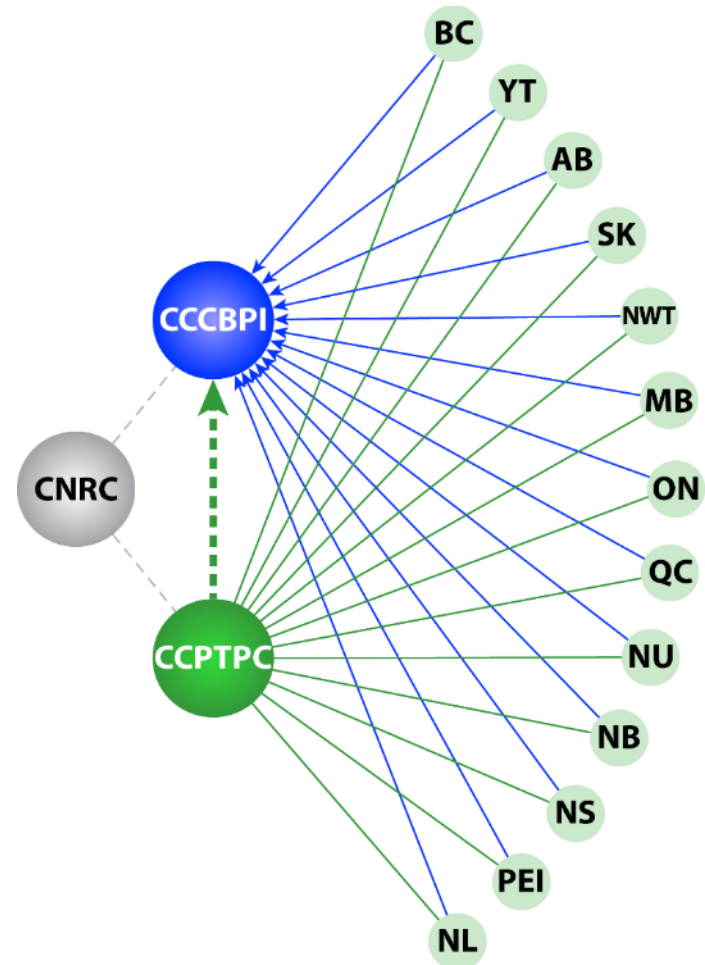 BC
YT
AB
SK
CCCBPI
NWT
MB
CNRC
ON
QC
CCPTPC
NU
NB
NS
PEI
NL